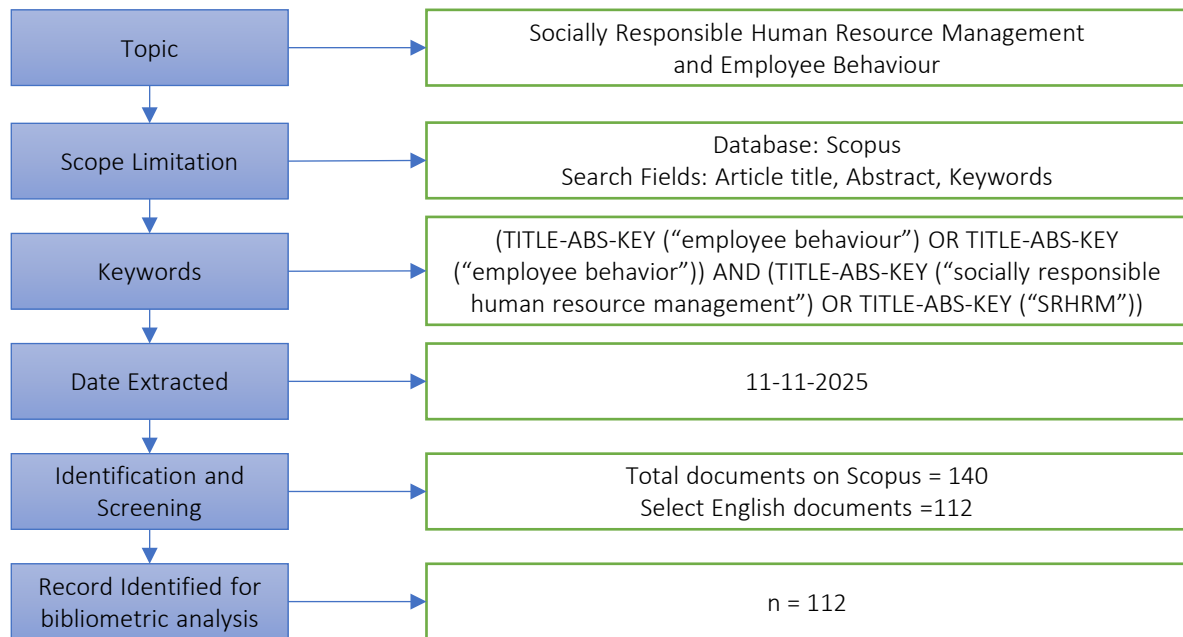 Topic
Socially Responsible Human Resource Management
and Employee Behaviour
Scope Limitation
Database: Scopus
Search Fields: Article title, Abstract, Keywords
Keywords
(TITLE-ABS-KEY (“employee behaviour”) OR TITLE-ABS-KEY
(“employee behavior”)) AND (TITLE-ABS-KEY (“socially responsible
human resource management”) OR TITLE-ABS-KEY (“SRHRM”))
Date Extracted
11-11-2025
Identification and
Screening
Total documents on Scopus = 140
Select English documents =112
Record Identified for
bibliometric analysis
n = 112